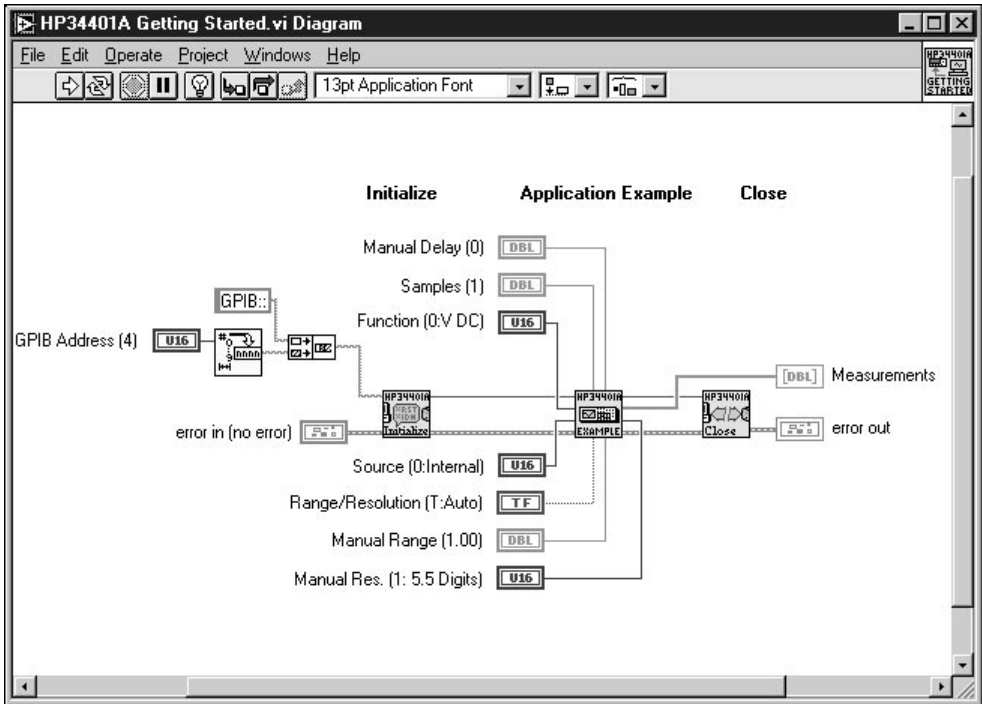 HP34401A Getting Started.vi Diagram
File Edit Operate Project Windows Help
13pt Application Font
HP34401A
GETTING
STARTED
Initialize
Application Example
Close
Manual Delay (0)
DBL
Samples (1)
DBL
GPIB::
Function (0:V DC)
U16
GPIB Address (4)
U16
Measurements
[DBL]
HP34401A
Initialize
HP34401A
EXAMPLE
HP34401A
Close
error in (no error)
error out
Source (0:Internal)
U16
Range/Resolution (T:Auto)
TF
Manual Range (1.00)
DBL
Manual Res. (1: 5.5 Digits)
U16